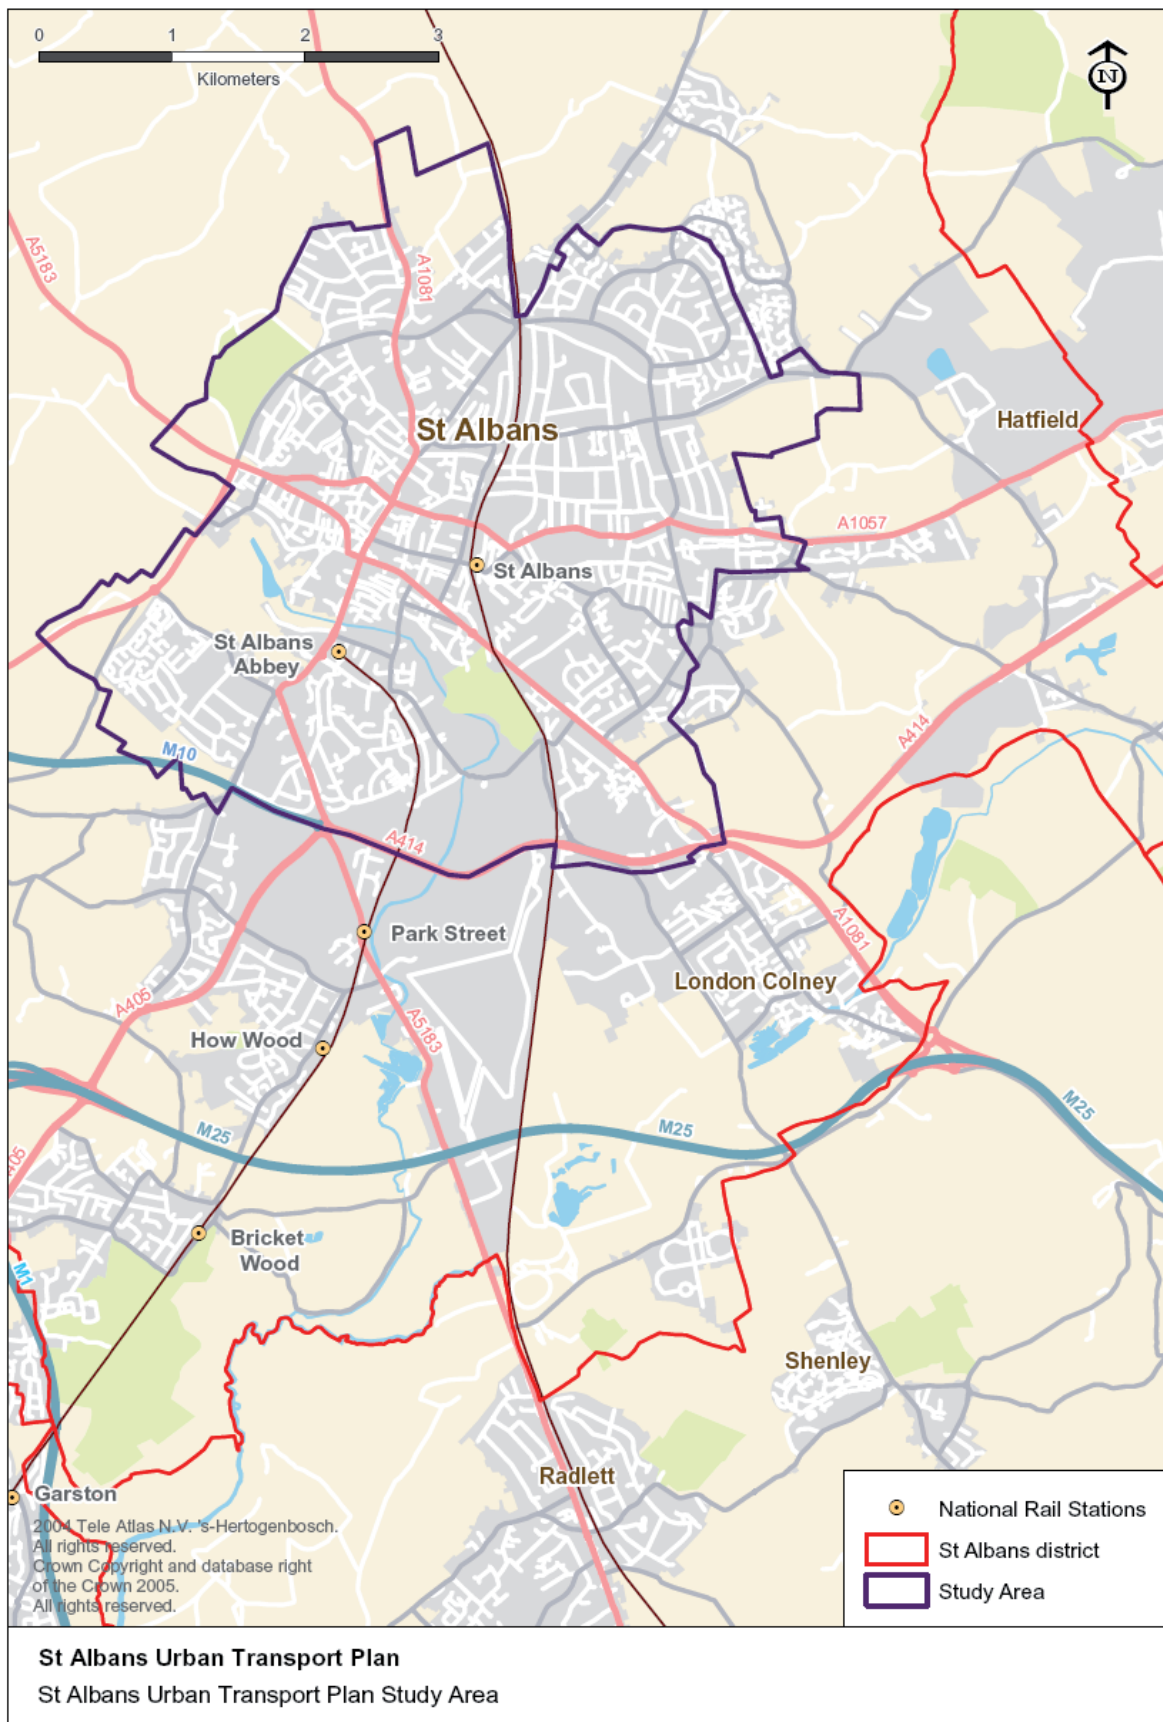 0 1 2 3
Kilometers
N
A5183
A1081
St Albans
Hatfield
A1057
St Albans
St Albans
Abbey
M10
A414
A414
Park Street
A1081
London Colney
A405
A5183
How Wood
M25
M25
M25
A405
Bricket
Wood
M1
Shenley
Radlett
Garston
2004 Tele Atlas N.V. 's-Hertogenbosch.
All rights reserved.
Crown Copyright and database right
of the Crown 2005.
All rights reserved.
National Rail Stations
St Albans district
Study Area
St Albans Urban Transport Plan
St Albans Urban Transport Plan Study Area